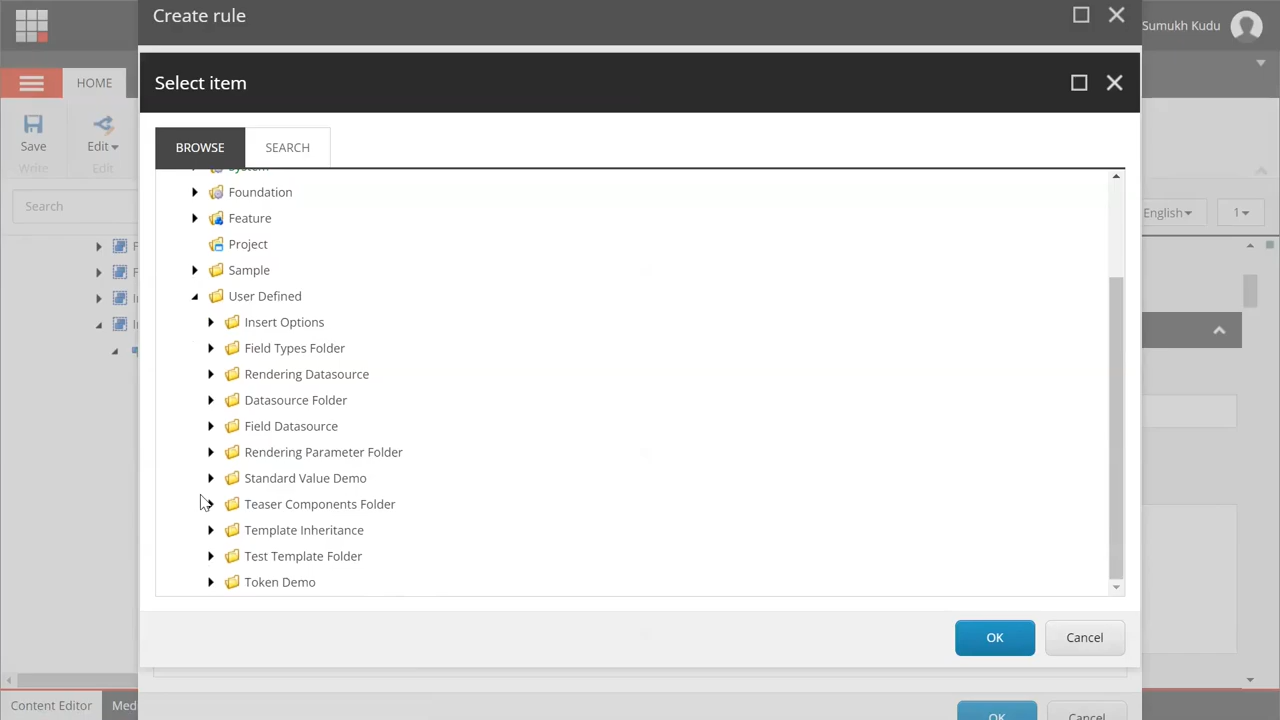 Create rule
Sumukh Kudu
Select item
HOME
BROWSE
SEARCH
Save
Edit
Write
Edit
Search
English
1
System
Foundation
Feature
Project
Sample
User Defined
Insert Options
Field Types Folder
Rendering Datasource
Datasource Folder
Field Datasource
Rendering Parameter Folder
Standard Value Demo
Teaser Components Folder
Template Inheritance
Test Template Folder
Token Demo
OK
Cancel
Content Editor
Med
OK
Cancel